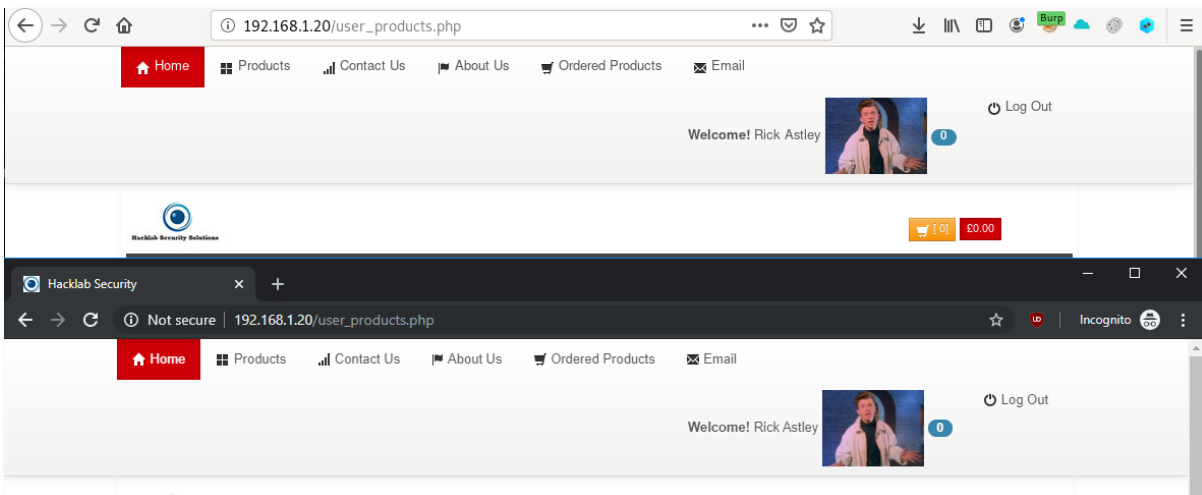 192.168.1.20/user_products.php
Burp
Home Products Contact Us About Us Ordered Products Email
Log Out
Welcome! Rick Astley 0
Hacklab Security Solutions
[ 0] £0.00
Hacklab Security
Not secure 192.168.1.20/user_products.php Incognito
Home Products Contact Us About Us Ordered Products Email
Log Out
Welcome! Rick Astley 0